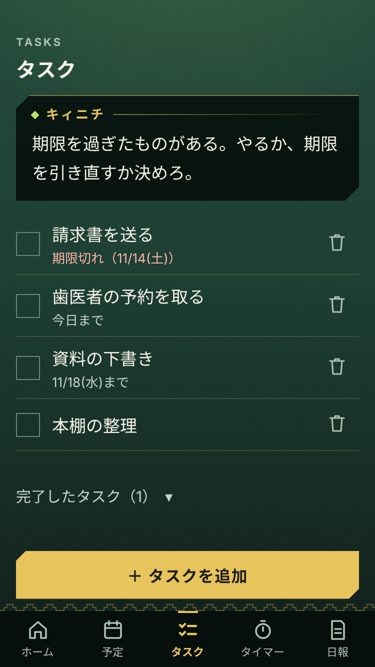 TASKS
タスク
キィニチ
期限を過ぎたものがある。やるか、期限
を引き直すか決めろ。
請求書を送る
期限切れ（11/14(土)）
歯医者の予約を取る
今日まで
資料の下書き
11/18(水)まで
本棚の整理
完了したタスク（1） ▼
＋ タスクを追加
ホーム 予定 タスク タイマー 日報